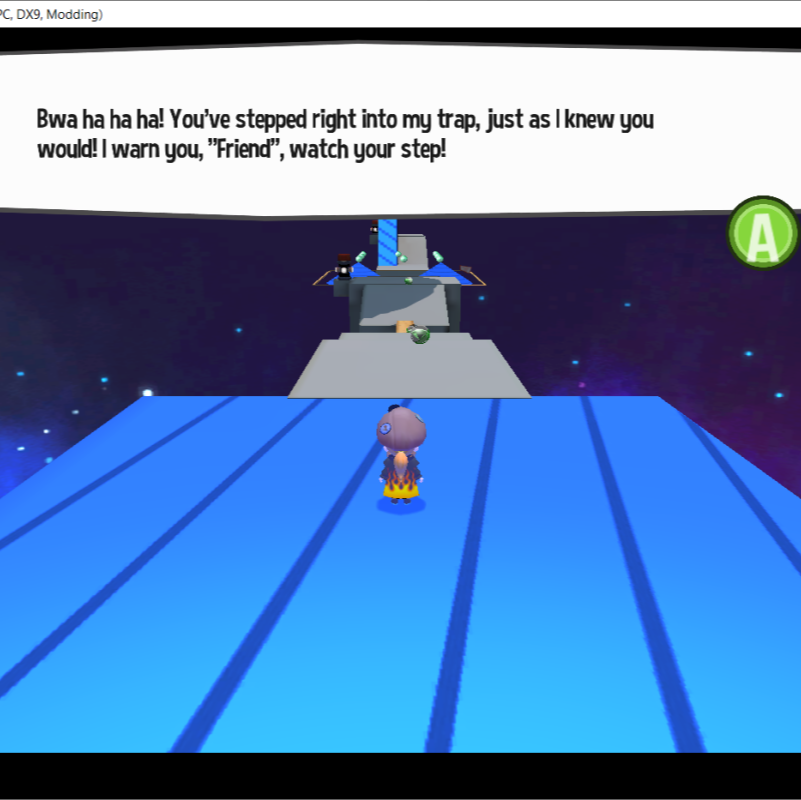 PC, DX9, Modding)
Bwa ha ha ha! You've stepped right into my trap, just as I knew you
would! I warn you, "Friend", watch your step!
A